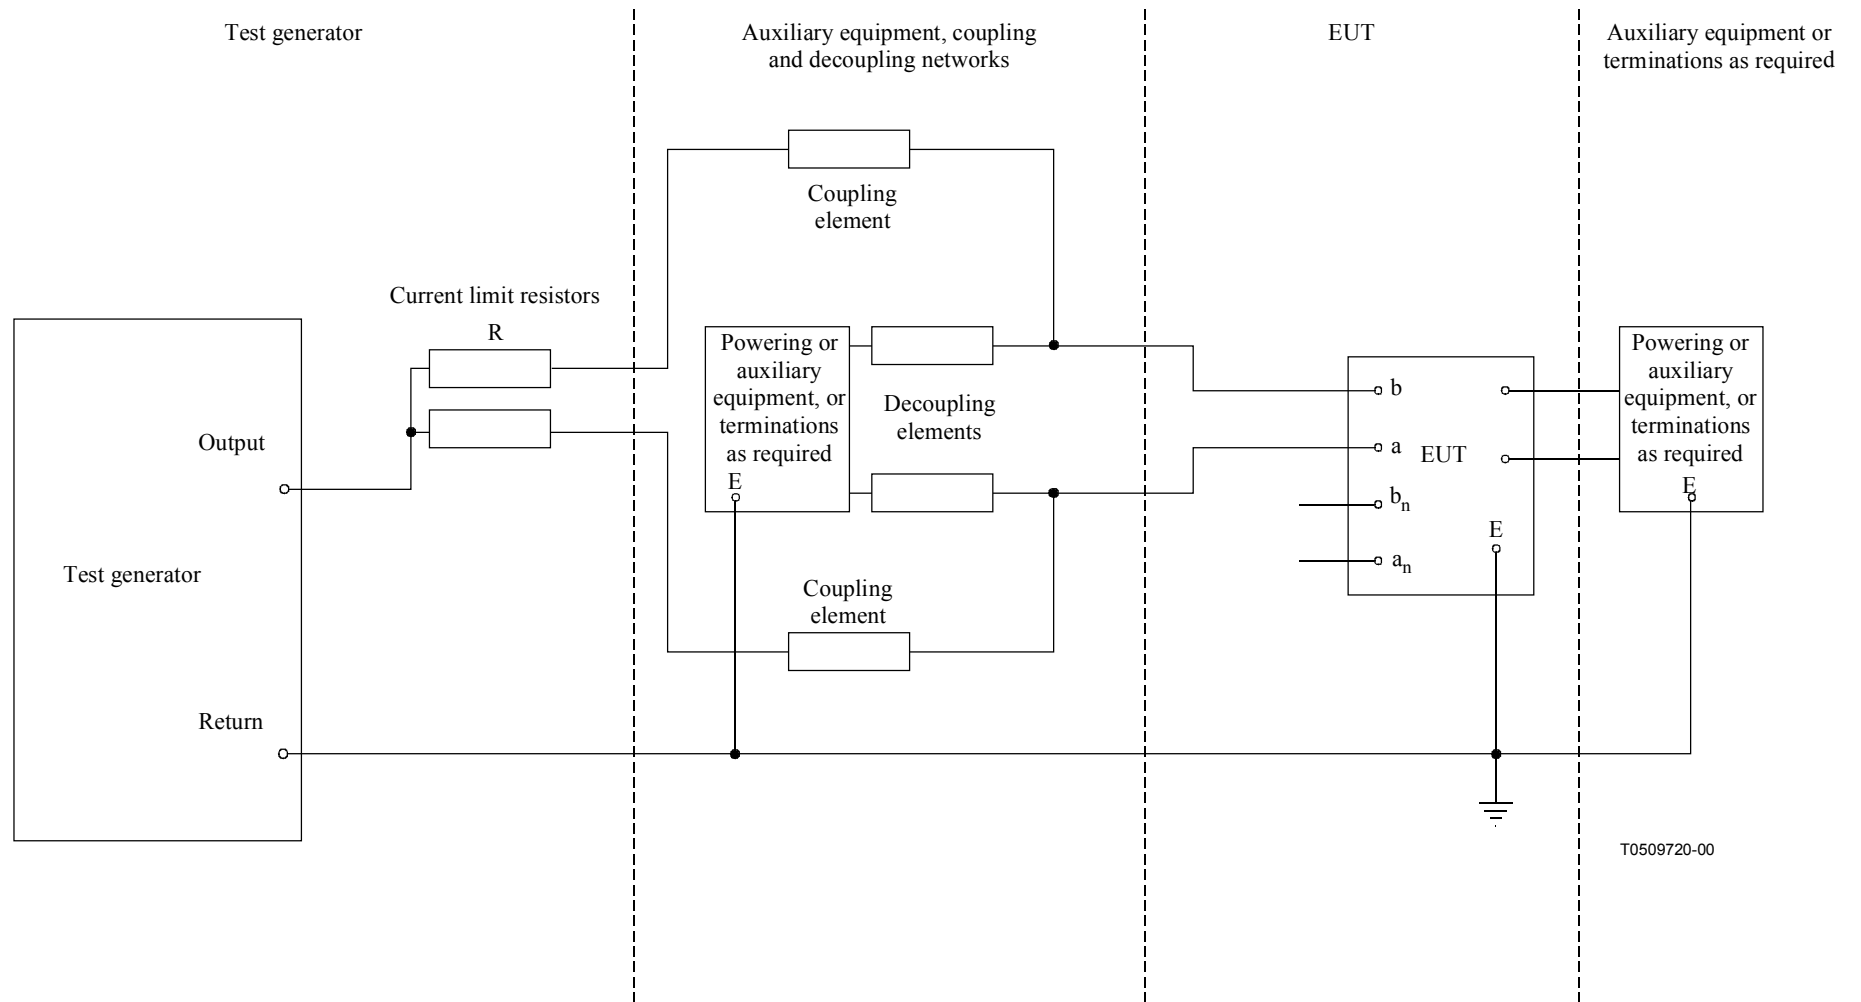 Test generator
Auxiliary equipment, coupling
and decoupling networks
EUT
Auxiliary equipment or
terminations as required
Coupling
element
Current limit resistors
R
Powering or
auxiliary
equipment, or
terminations
as required
E
Decoupling
elements
Coupling
element
Output
Test generator
Return
b
a
EUT
bn
an
E
Powering or
auxiliary
equipment, or
terminations
as required
E
T0509720-00